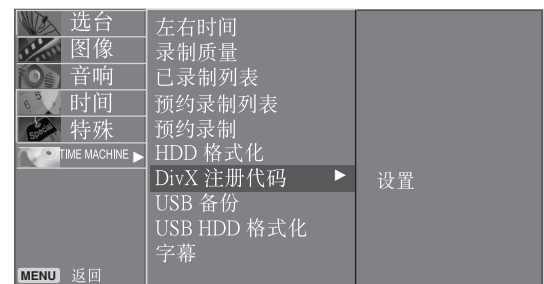 选台
图像
音响
6 5
时间
Special
特殊
TIME MACHINE
左右时间
录制质量
已录制列表
预约录制列表
预约录制
HDD 格式化
DivX 注册代码
USB 备份
USB HDD 格式化
字幕
设置
MENU 返回